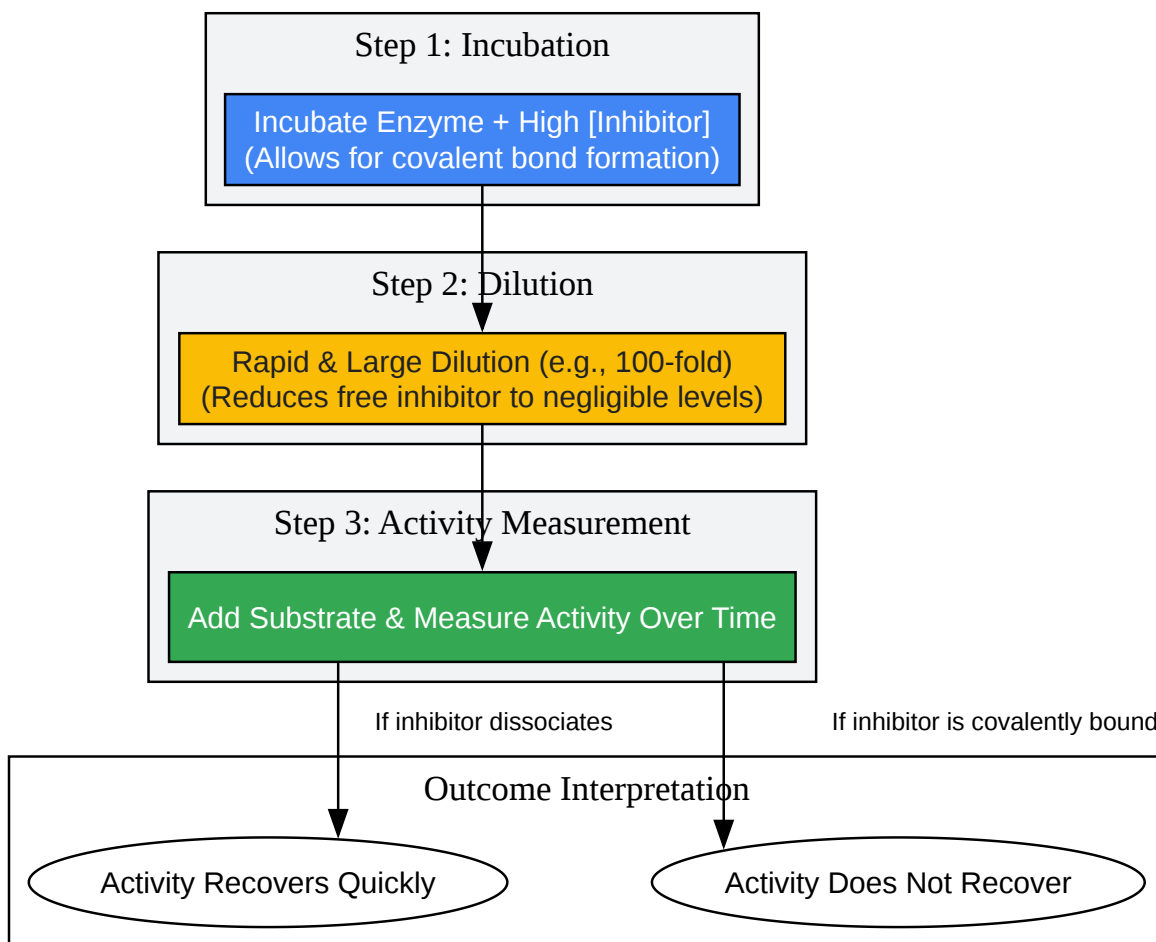 Step 1: Incubation
Incubate Enzyme + High [Inhibitor]
(Allows for covalent bond formation)
Step 2: Dilution
Rapid & Large Dilution (e.g., 100-fold)
(Reduces free inhibitor to negligible levels)
Step 3: Activity Measurement
Add Substrate & Measure Activity Over Time
If inhibitor dissociates
If inhibitor is covalently bound
Outcome Interpretation
Activity Recovers Quickly
Activity Does Not Recover